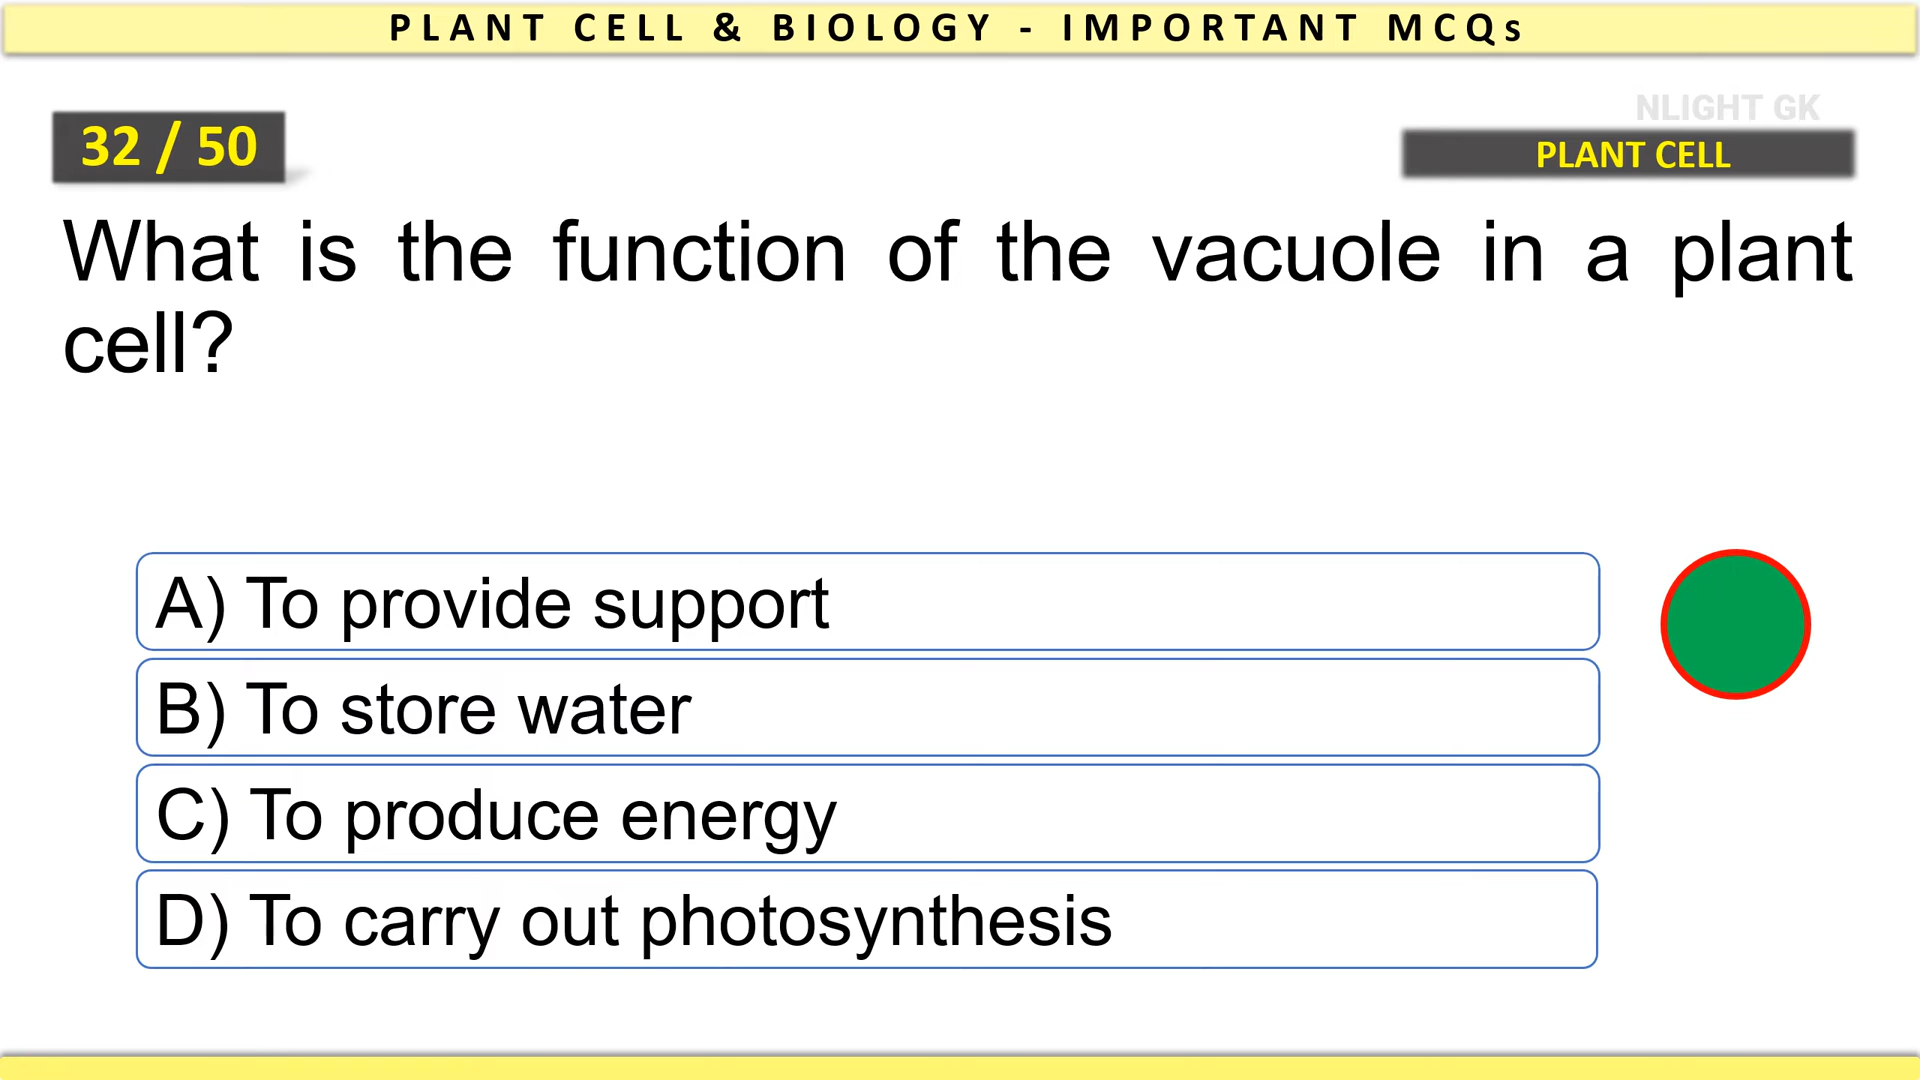 PLANT CELL & BIOLOGY - IMPORTANT MCQs
NLIGHT GK
32 / 50
PLANT CELL
What is the function of the vacuole in a plant
cell?
A) To provide support
B) To store water
C) To produce energy
D) To carry out photosynthesis